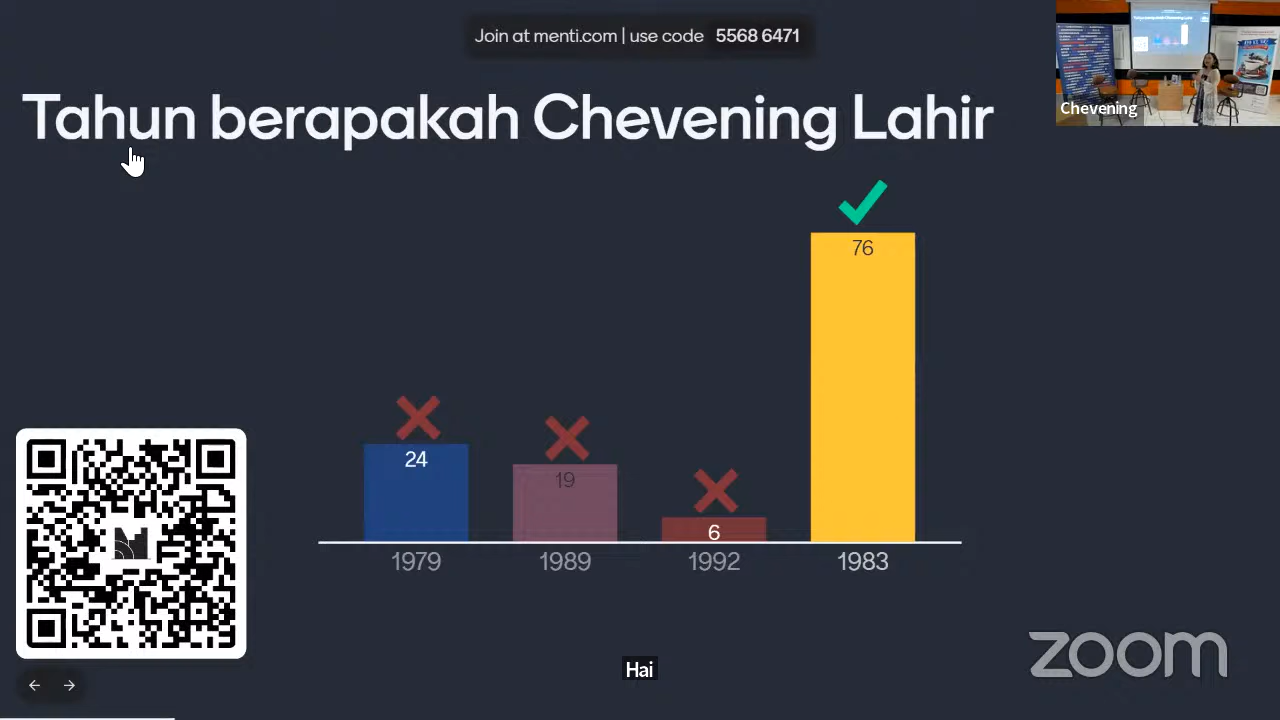 Join at menti.com | use code 5568 6471
Tahun berapakah Chevening Lahir
Chevening
76
24
19
6
1979 1989 1992 1983
Hai
zoom